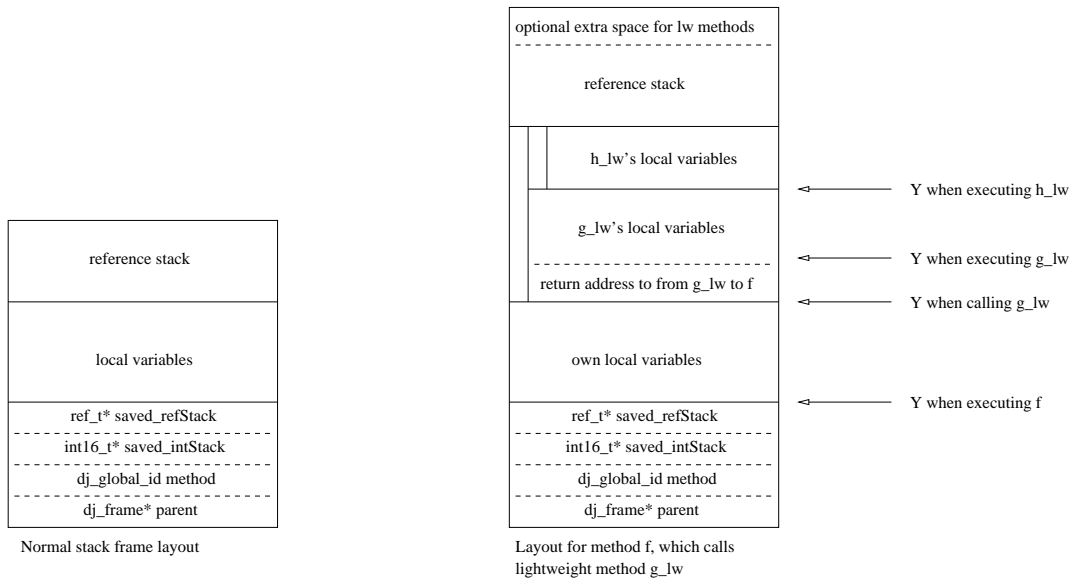 reference stack
local variables
ref_t* saved_refStack
int16_t* saved_intStack
dj_global_id method
dj_frame* parent
Normal stack frame layout
optional extra space for lw methods
reference stack
h_lw's local variables
g_lw's local variables
return address to from g_lw to f
own local variables
ref_t* saved_refStack
int16_t* saved_intStack
dj_global_id method
dj_frame* parent
Layout for method f, which calls
lightweight method g_lw
Y when executing h_lw
Y when executing g_lw
Y when calling g_lw
Y when executing f